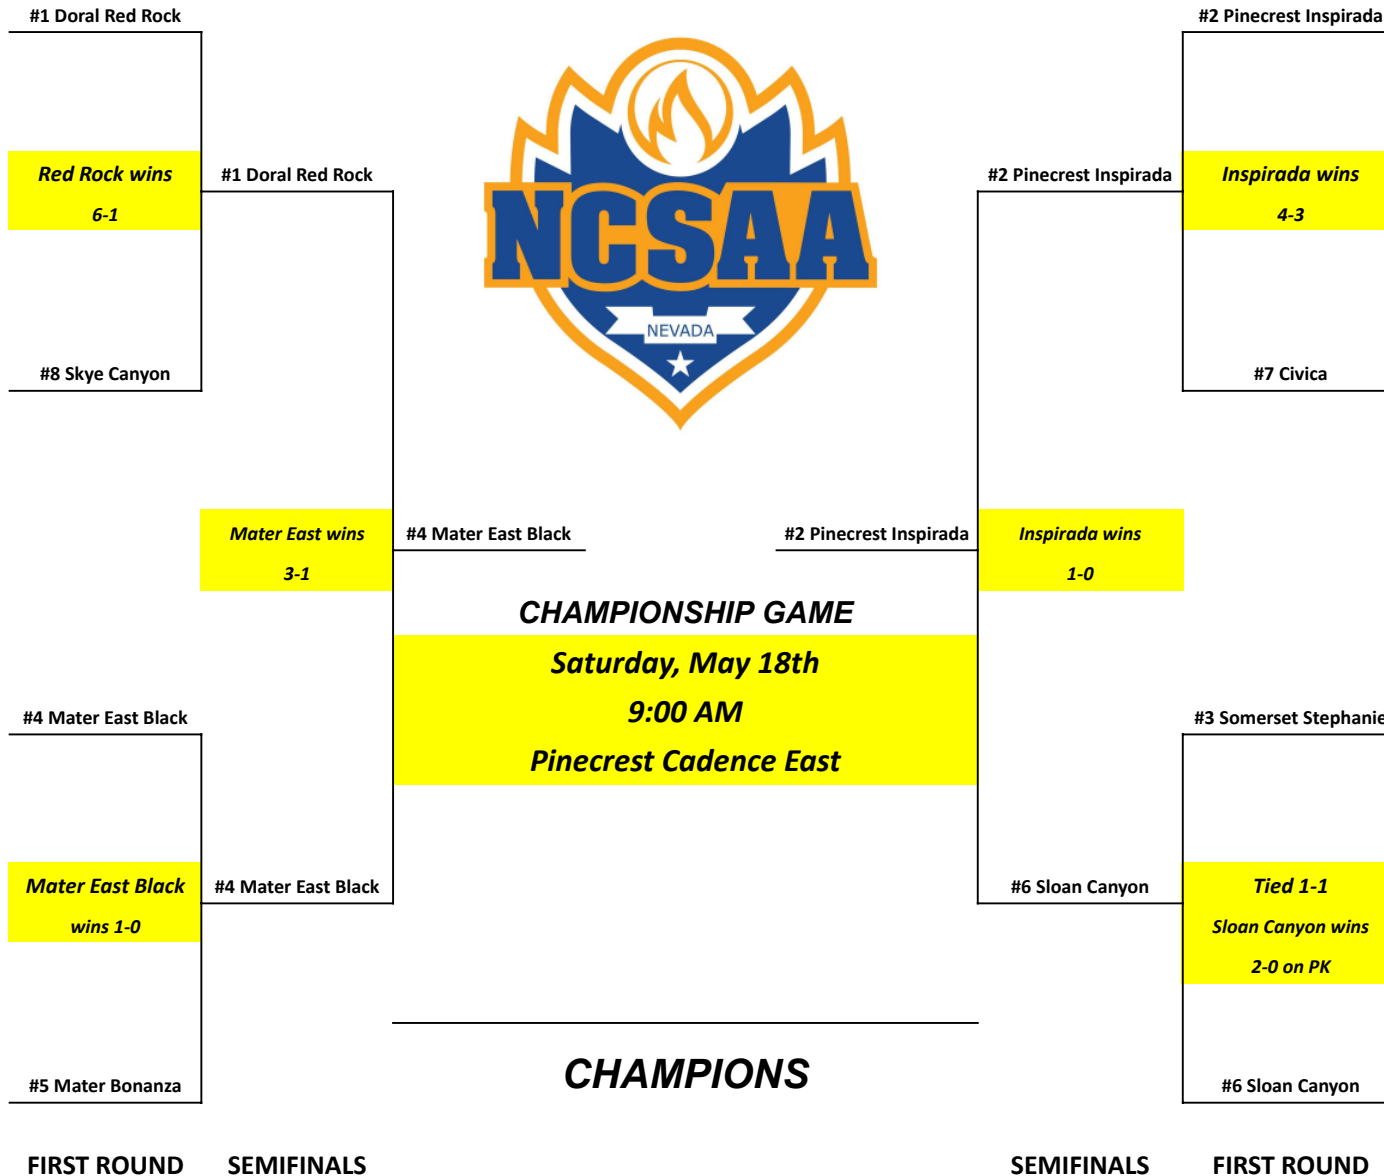 #1 Doral Red Rock
#2 Pinecrest Inspirada
Red Rock wins
6-1
#1 Doral Red Rock
#2 Pinecrest Inspirada
Inspirada wins
4-3
NCSAA
NEVADA
#8 Skye Canyon
#7 Civica
Mater East wins
3-1
#4 Mater East Black
#2 Pinecrest Inspirada
Inspirada wins
1-0
CHAMPIONSHIP GAME
Saturday, May 18th
9:00 AM
Pinecrest Cadence East
#4 Mater East Black
#3 Somerset Stephanie
Mater East Black
wins 1-0
#4 Mater East Black
#6 Sloan Canyon
Tied 1-1
Sloan Canyon wins
2-0 on PK
CHAMPIONS
#5 Mater Bonanza
#6 Sloan Canyon
FIRST ROUND
SEMIFINALS
SEMIFINALS
FIRST ROUND